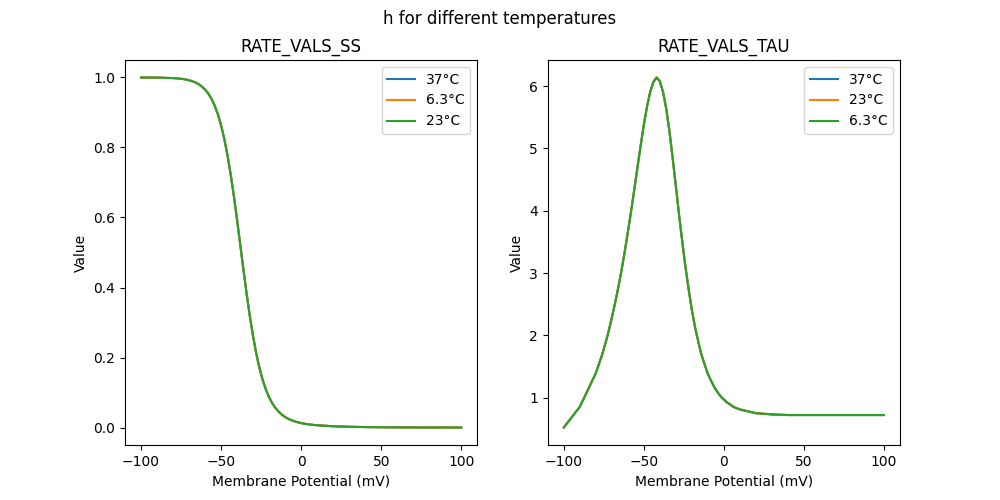 h for different temperatures
RATE_VALS_SS
1.0
0.8
0.6
0.4
0.2
0.0
Value
−100
−50
0
50
100
Membrane Potential (mV)
37°C
6.3°C
23°C
RATE_VALS_TAU
6
5
4
3
2
1
Value
−100
−50
0
50
100
Membrane Potential (mV)
37°C
23°C
6.3°C